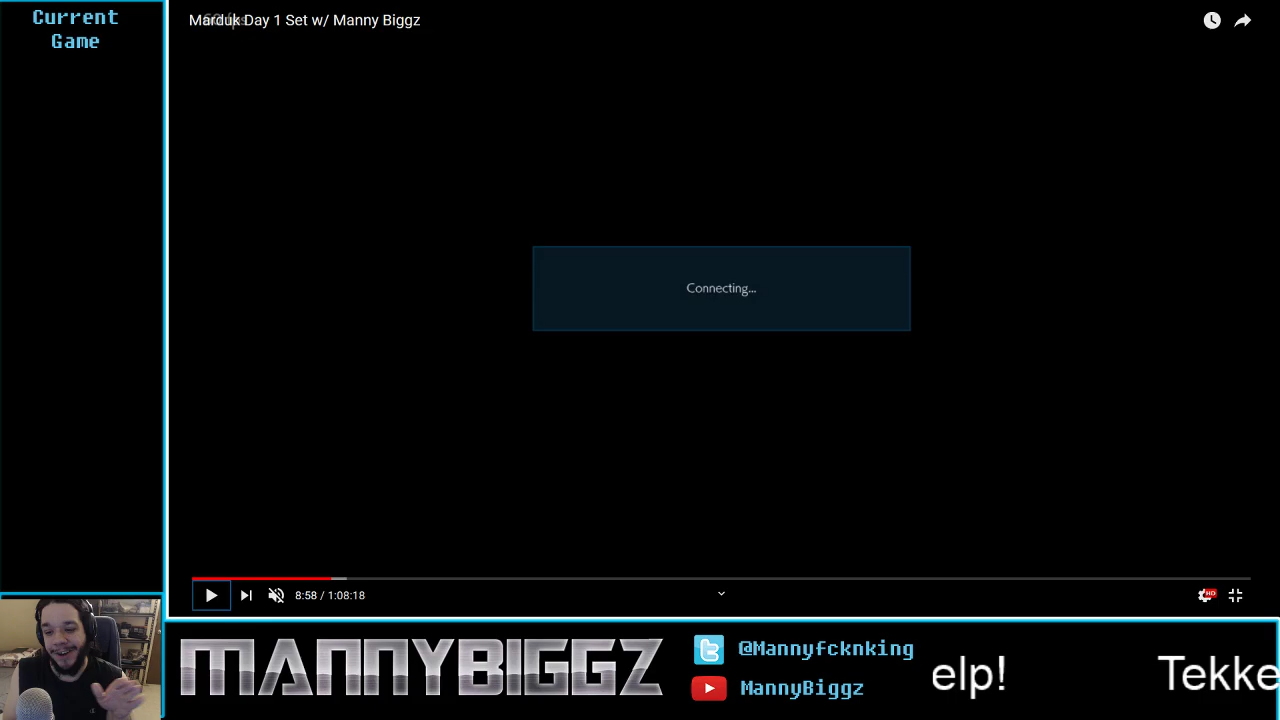 Current
Game
Marduk Day 1 Set w/ Manny Biggz
Connecting...
8:58 / 1:08:18
HD
MANNYBIGGZ
@Mannyfcknking
MannyBiggz
elp! Tekke